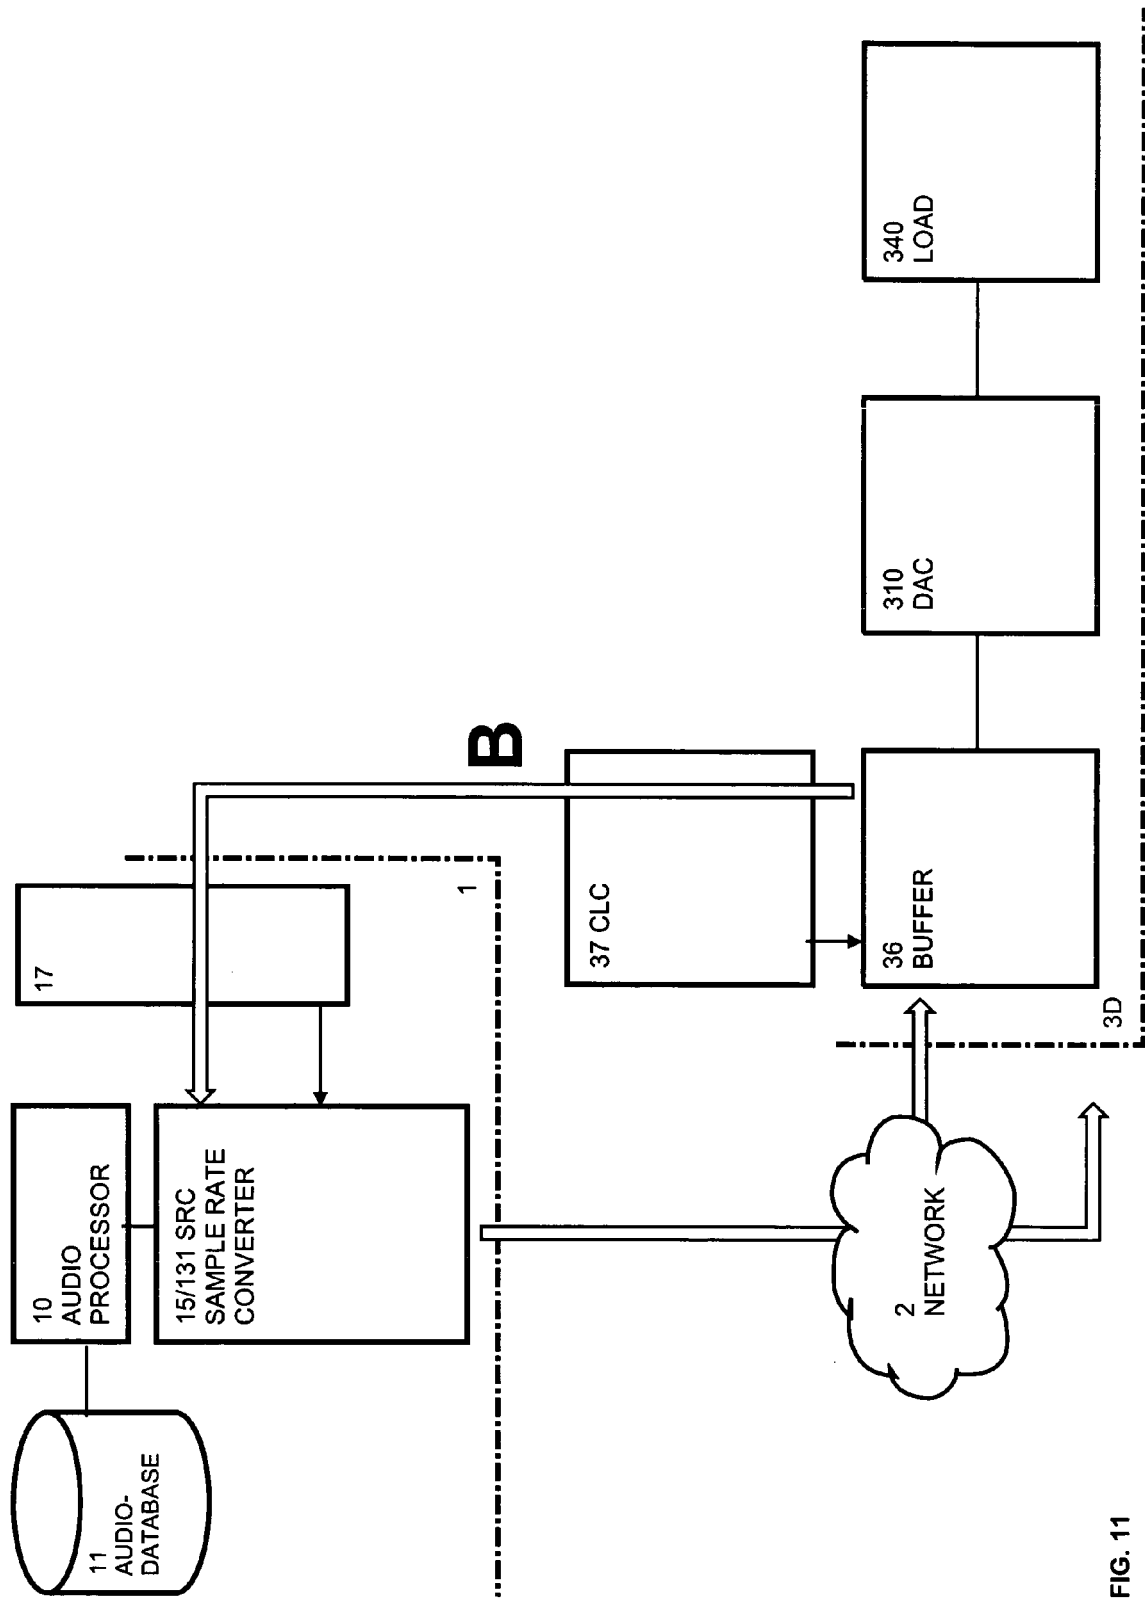 11
AUDIO-
DATABASE
10
AUDIO
PROCESSOR
15/131 SRC
SAMPLE RATE
CONVERTER
17
1
B
2
NETWORK
37 CLC
36
BUFFER
310
DAC
340
LOAD
3D
FIG. 11